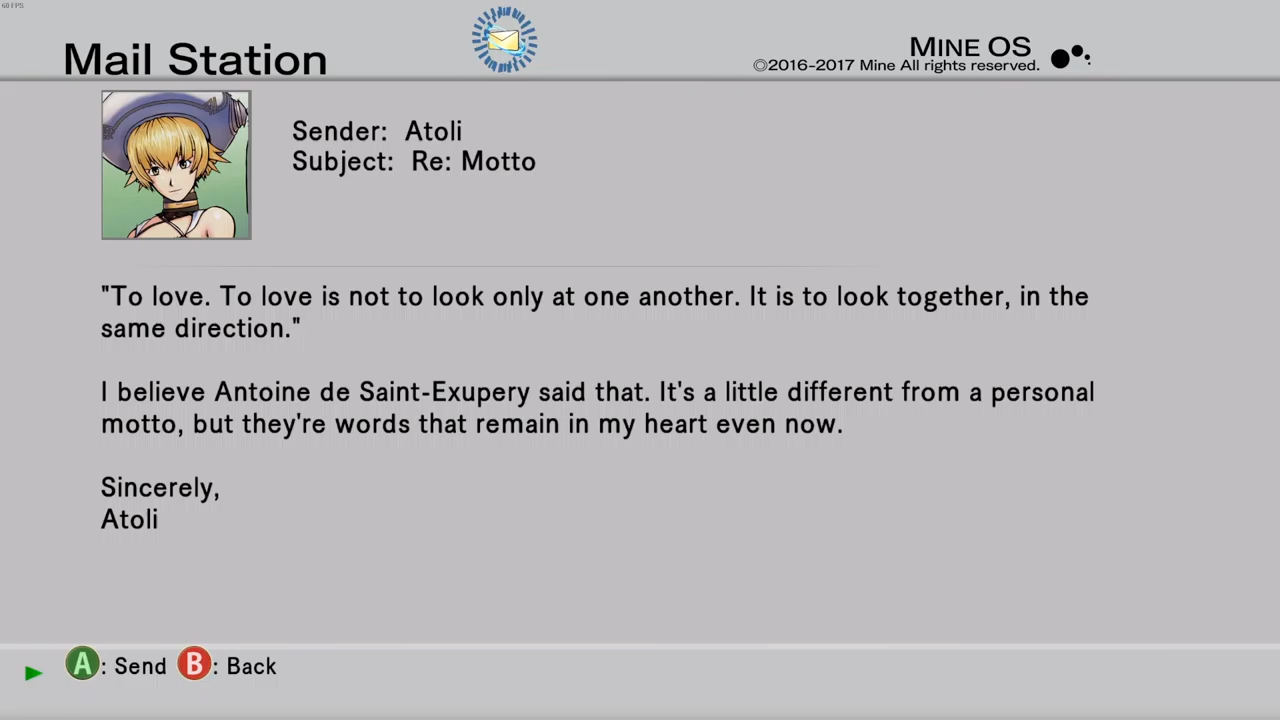 60 FPS
Mail Station
MINE OS
©2016-2017 Mine All rights reserved.
Sender: Atoli
Subject: Re: Motto
"To love. To love is not to look only at one another. It is to look together, in the
same direction."
I believe Antoine de Saint-Exupery said that. It's a little different from a personal
motto, but they're words that remain in my heart even now.
Sincerely,
Atoli
A: Send B: Back